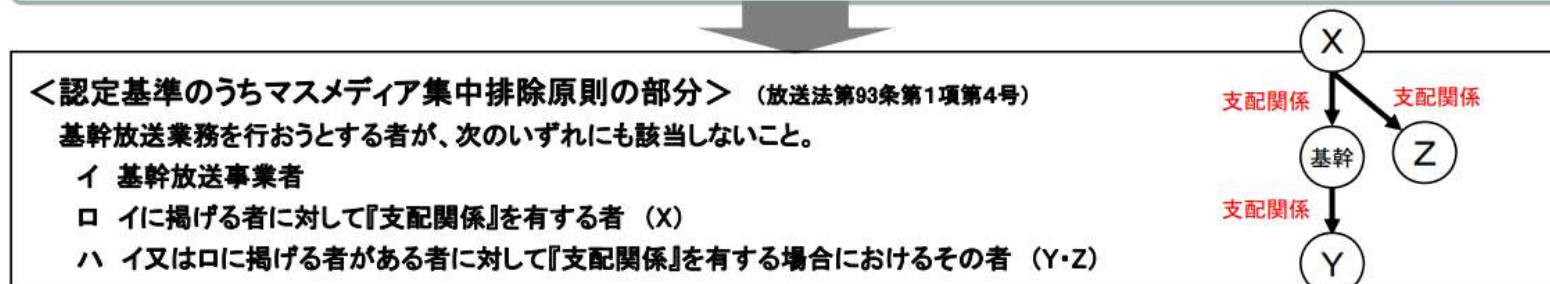 ＜認定基準のうちマスメディア集中排除原則の部分＞ （放送法第93条第1項第4号）
基幹放送業務を行おうとする者が、次のいずれにも該当しないこと。
イ 基幹放送事業者
ロ イに掲げる者に対して『支配関係』を有する者 （X）
ハ イ又はロに掲げる者がある者に対して『支配関係』を有する場合におけるその者 （Y・Z）
X
支配関係
支配関係
基幹
Z
支配関係
Y